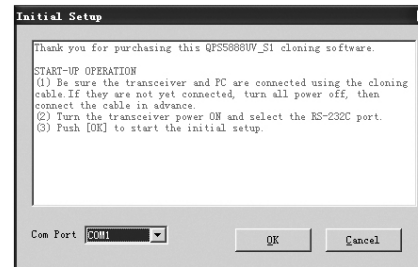 Initial Setup
Thank you for purchasing this QPS5888UV_S1 cloning software.
START-UP OPERATION
(1) Be sure the transceiver and PC are connected using the cloning
cable.If they are not yet connected, turn all power off, then
connect the cable in advance.
(2) Turn the transceiver power ON and select the RS-232C port.
(3) Push [OK] to start the initial setup.
Com Port COM1 OK Cancel